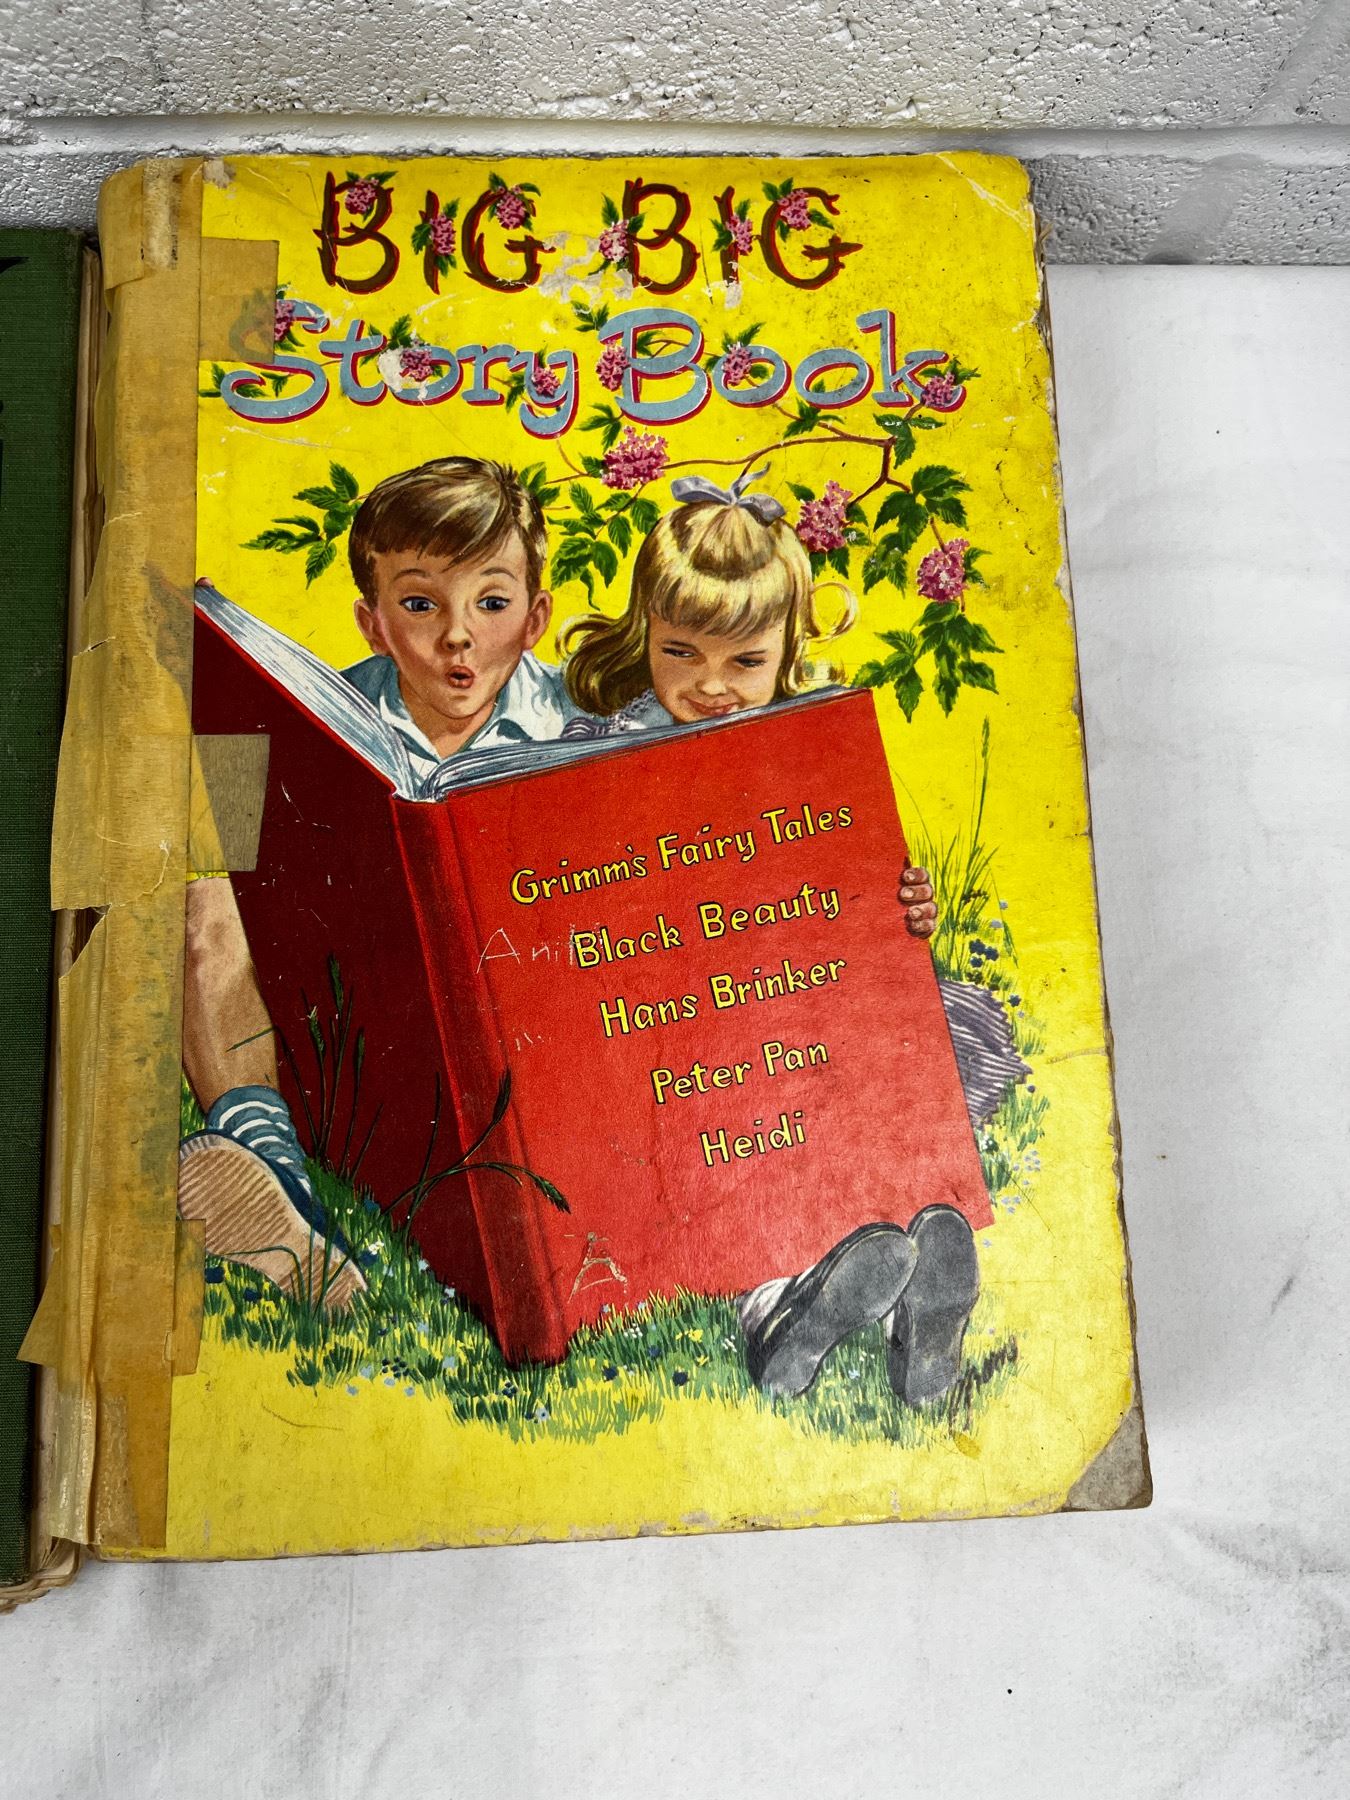 BIG BIG
Story Book
Grimm's Fairy Tales
Black Beauty
Hans Brinker
Peter Pan
Heidi